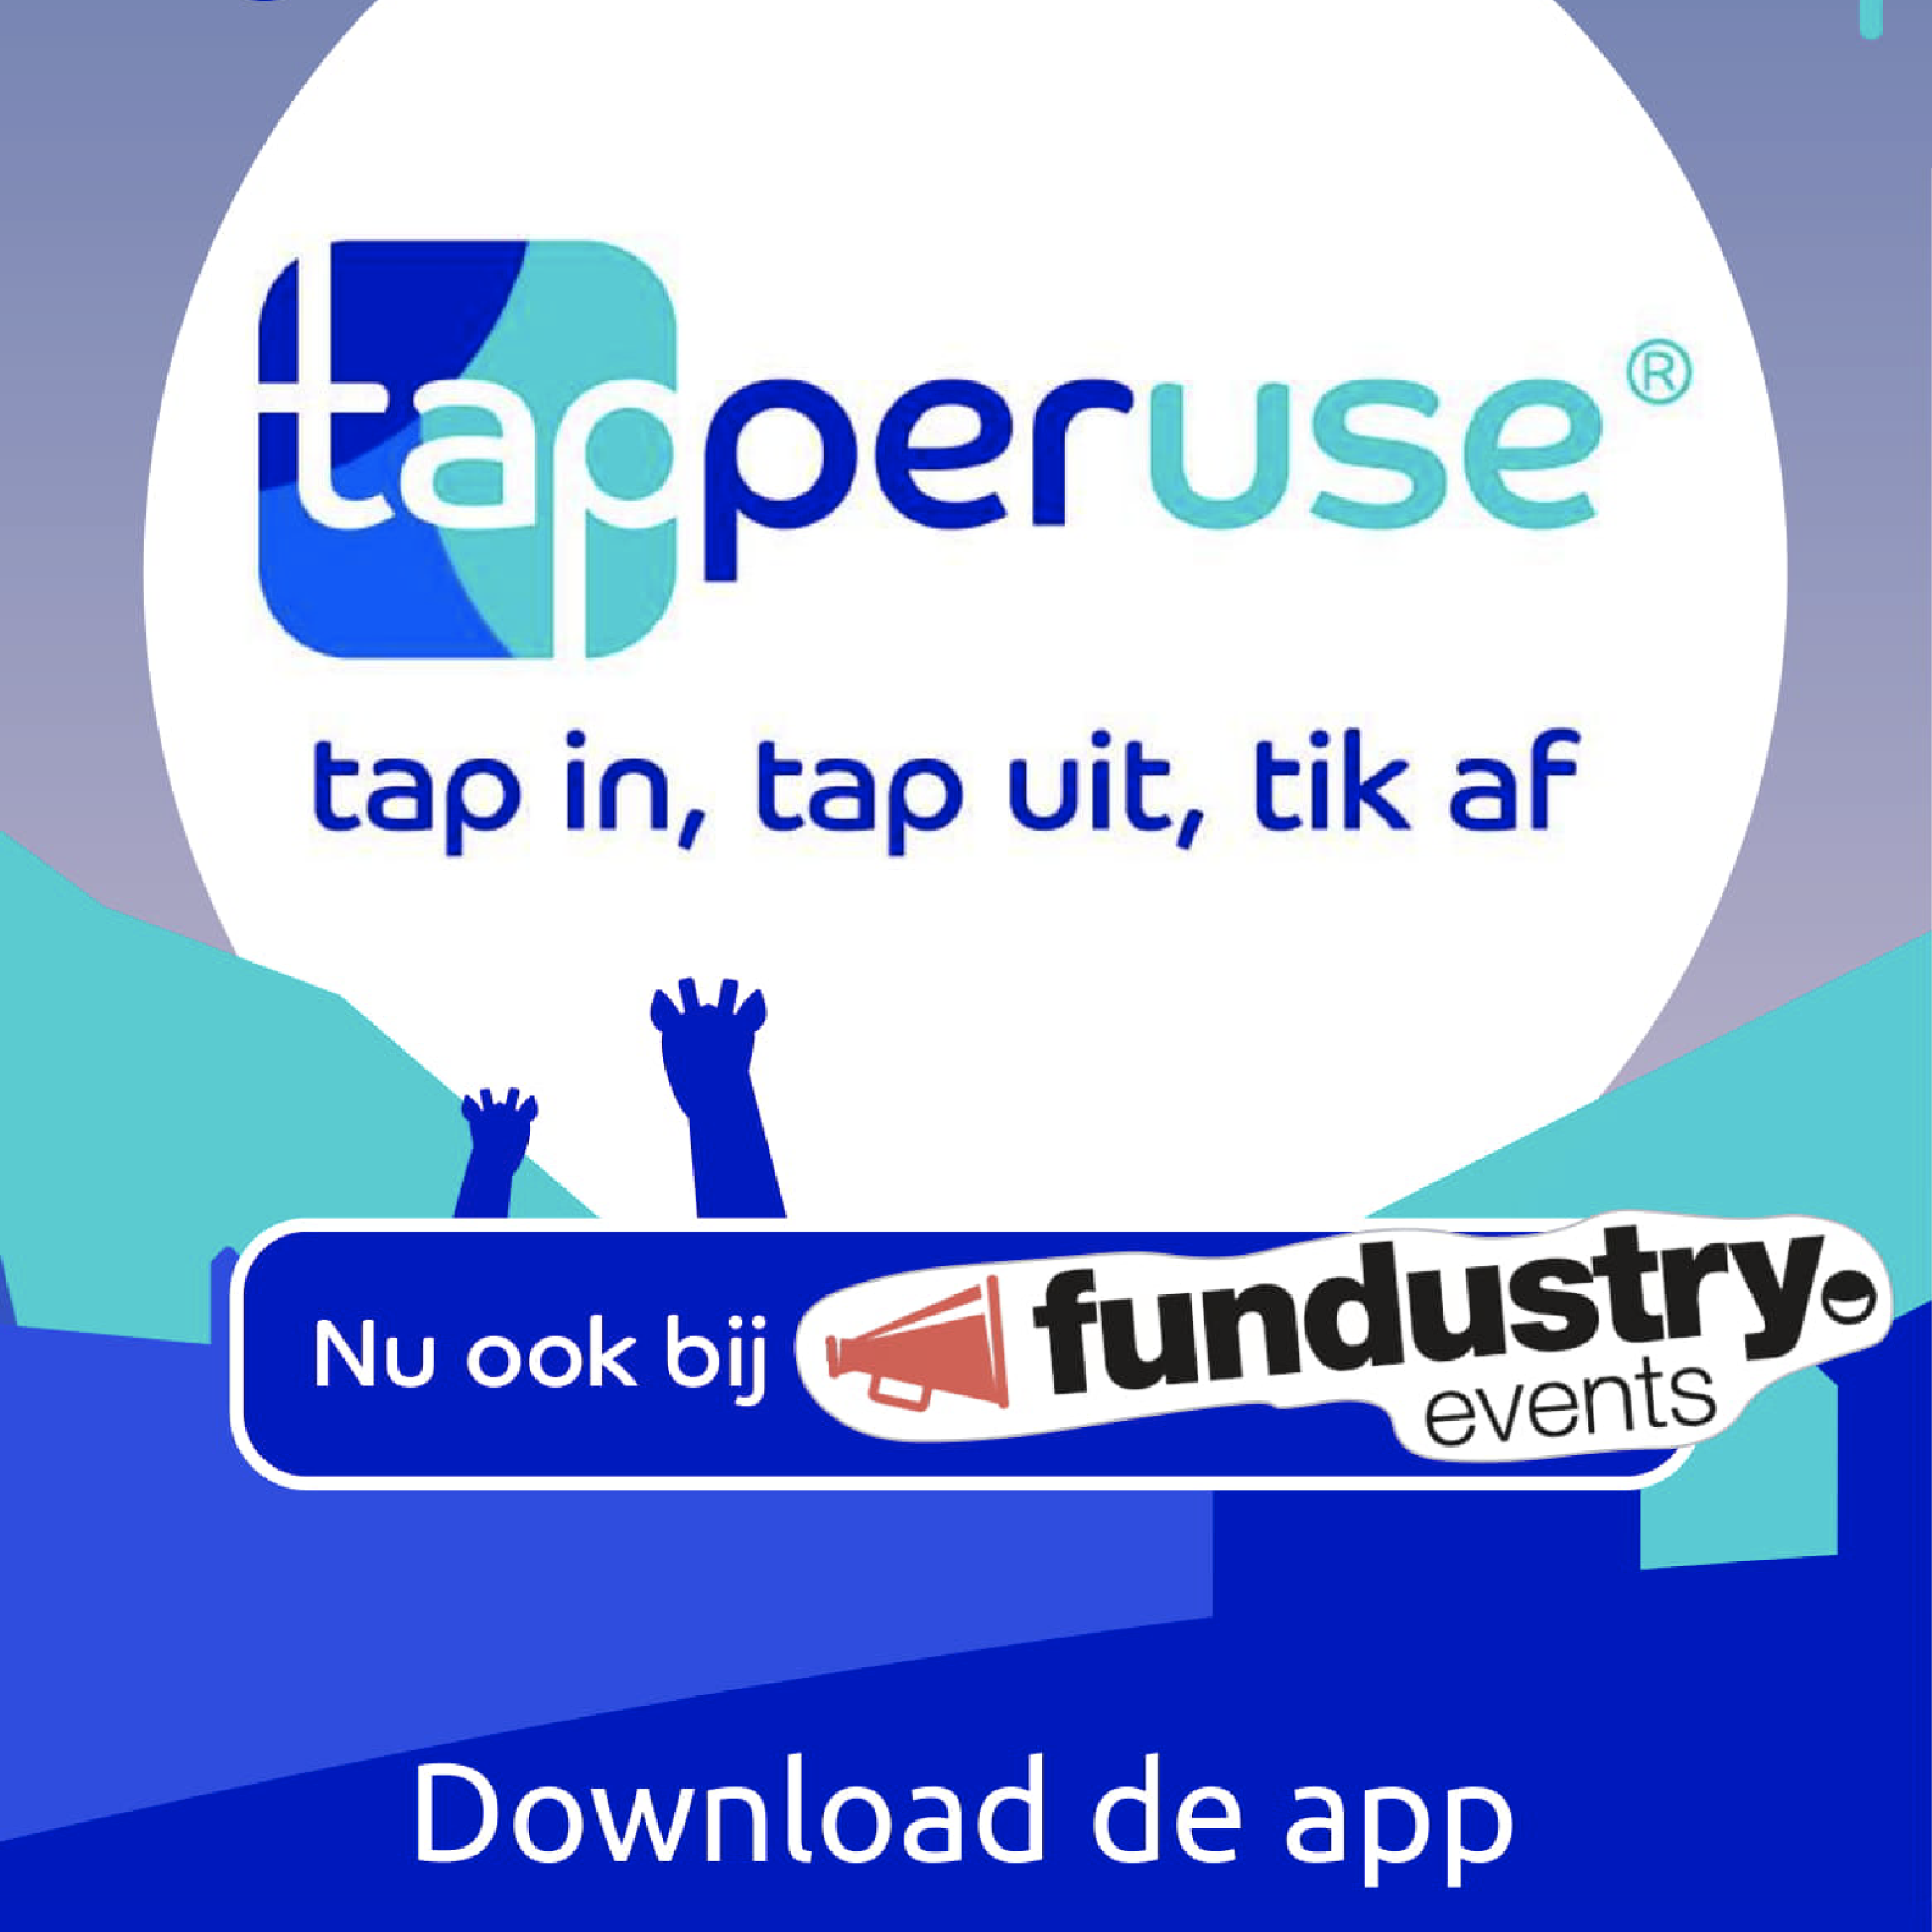 tapperuse®
tap in, tap uit, tik af
Nu ook bij fundustry
events
Download de app